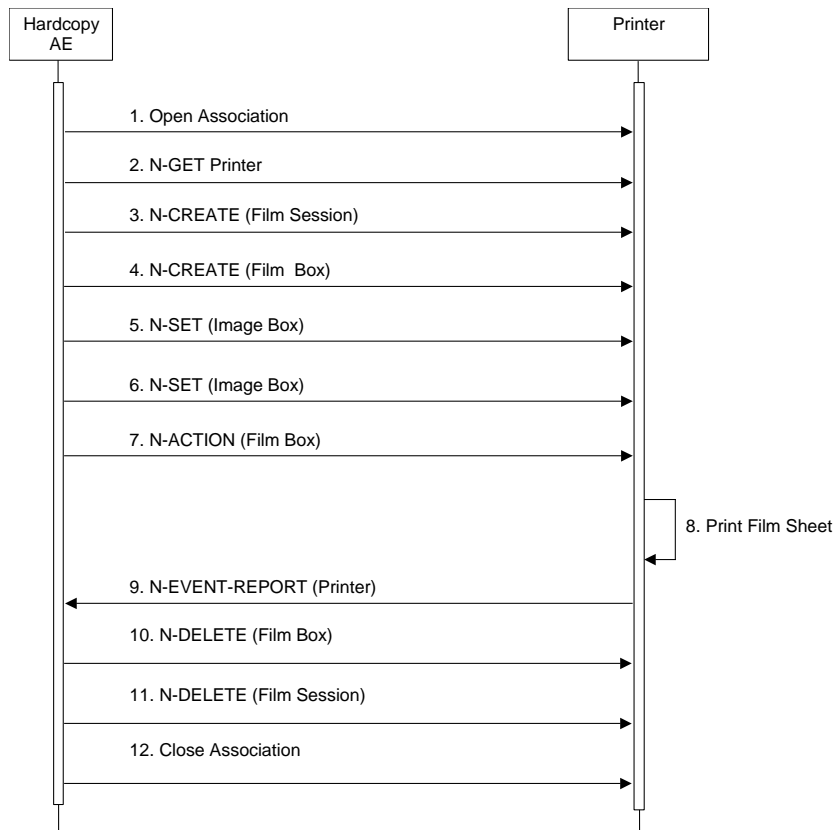 Hardcopy
AE
Printer
1. Open Association
2. N-GET Printer
3. N-CREATE (Film Session)
4. N-CREATE (Film  Box)
5. N-SET (Image Box)
6. N-SET (Image Box)
7. N-ACTION (Film Box)
8. Print Film Sheet
9. N-EVENT-REPORT (Printer)
10. N-DELETE (Film Box)
11. N-DELETE (Film Session)
12. Close Association